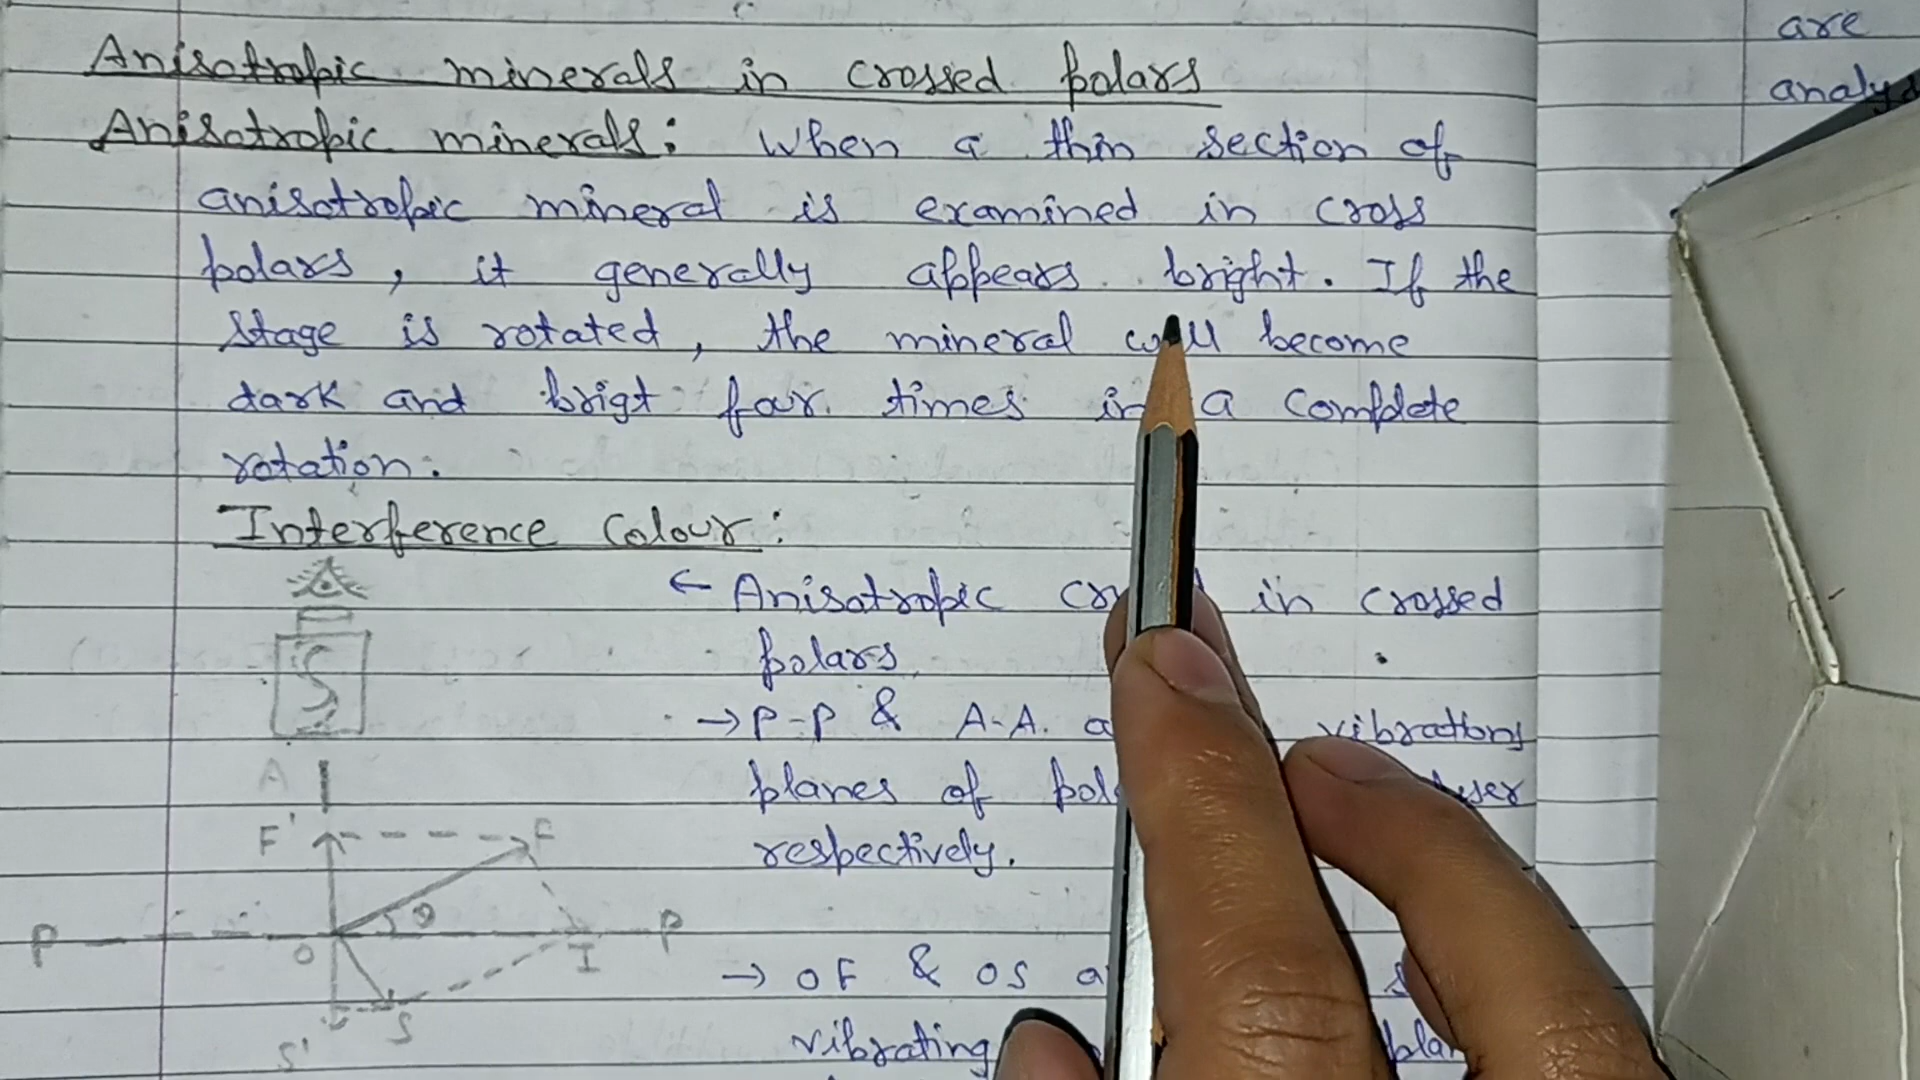 Anisotropic minerals in crossed polars
Anisotropic minerals: When a thin section of
anisotropic mineral is examined in cross
polars, it generally appears bright. If the
stage is rotated, the mineral will become
dark and brigt four times in a complete
rotation.
Interference Colour:
← Anisotropic in crossed
polars
→ P-P & A-A. vibrations
planes of
respectively.
→ OF & OS
vibrating
A
F' F
θ
P O I P
S' S
are